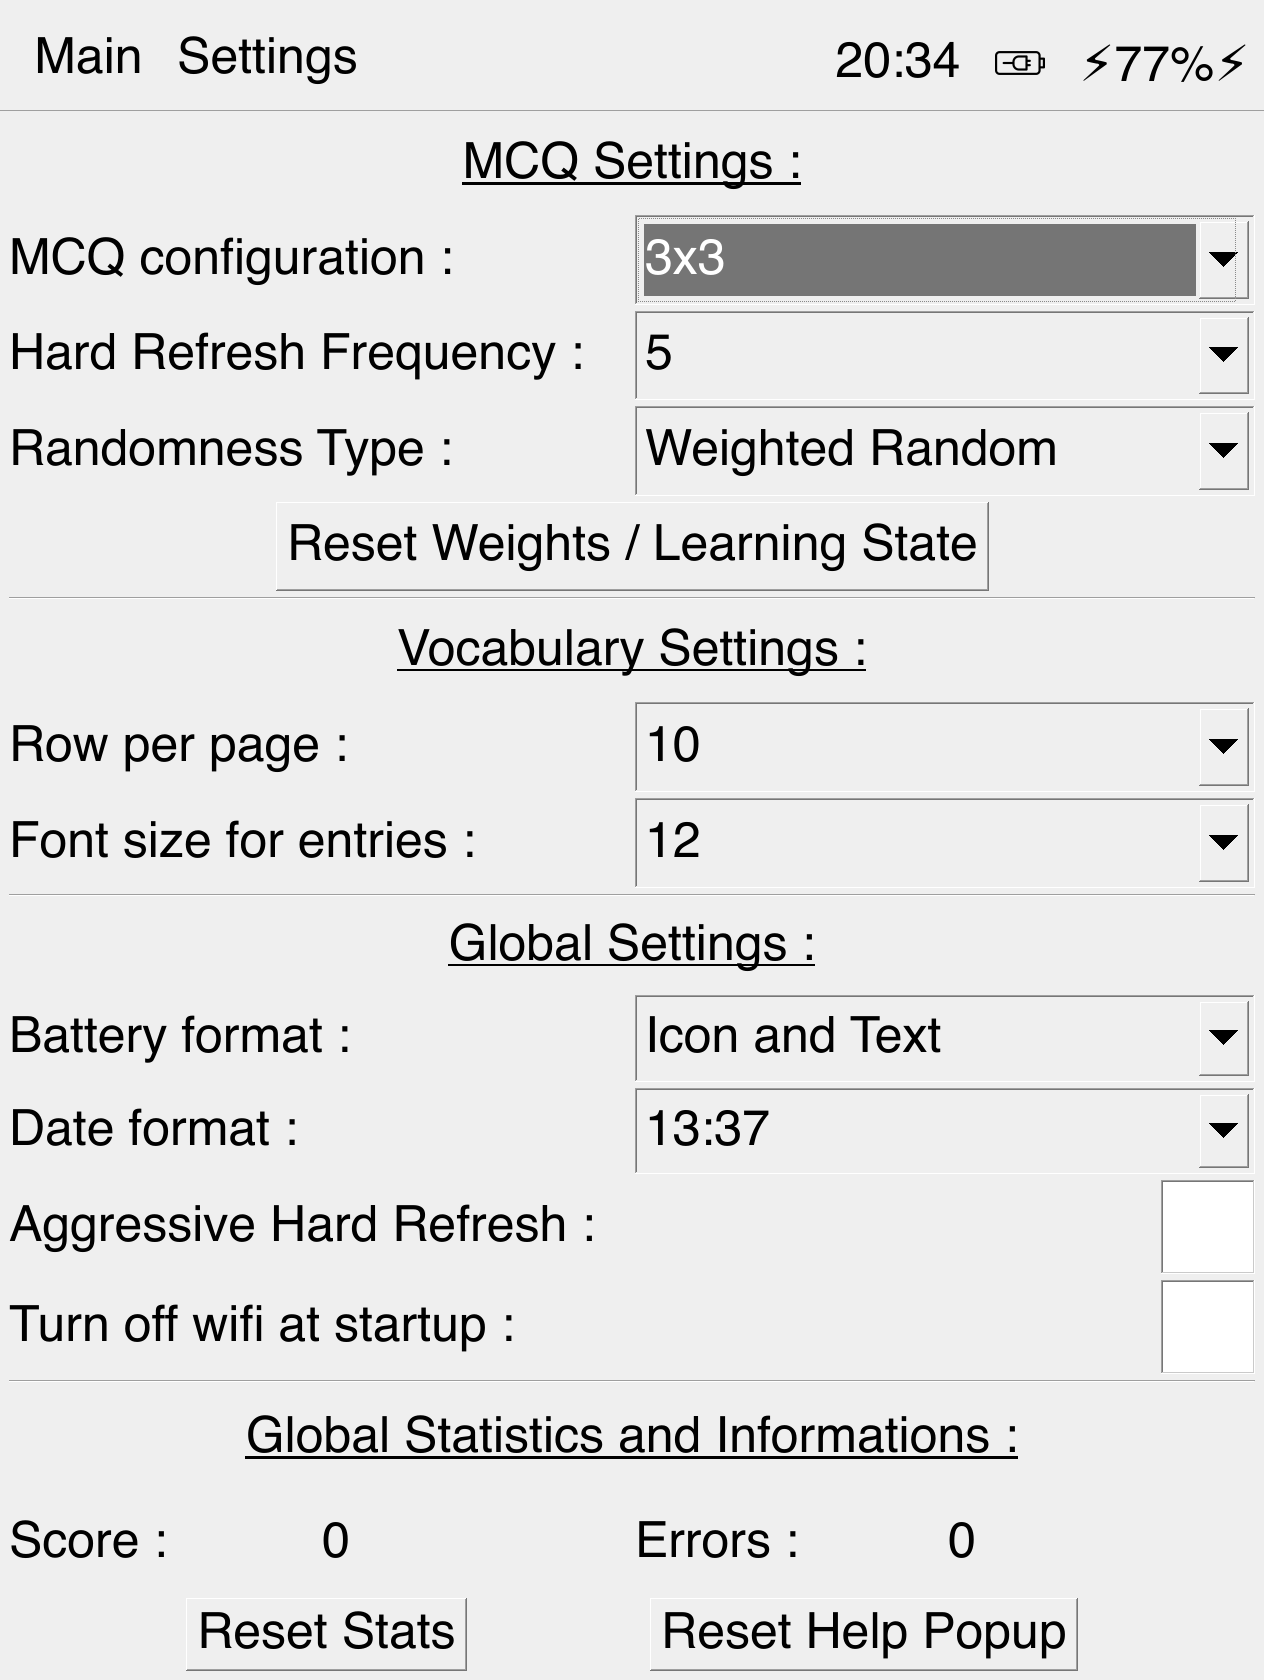 Main Settings 20:34 ⚡77%⚡
MCQ Settings :
MCQ configuration : 3x3
Hard Refresh Frequency : 5
Randomness Type : Weighted Random
Reset Weights / Learning State
Vocabulary Settings :
Row per page : 10
Font size for entries : 12
Global Settings :
Battery format : Icon and Text
Date format : 13:37
Aggressive Hard Refresh :
Turn off wifi at startup :
Global Statistics and Informations :
Score : 0 Errors : 0
Reset Stats Reset Help Popup